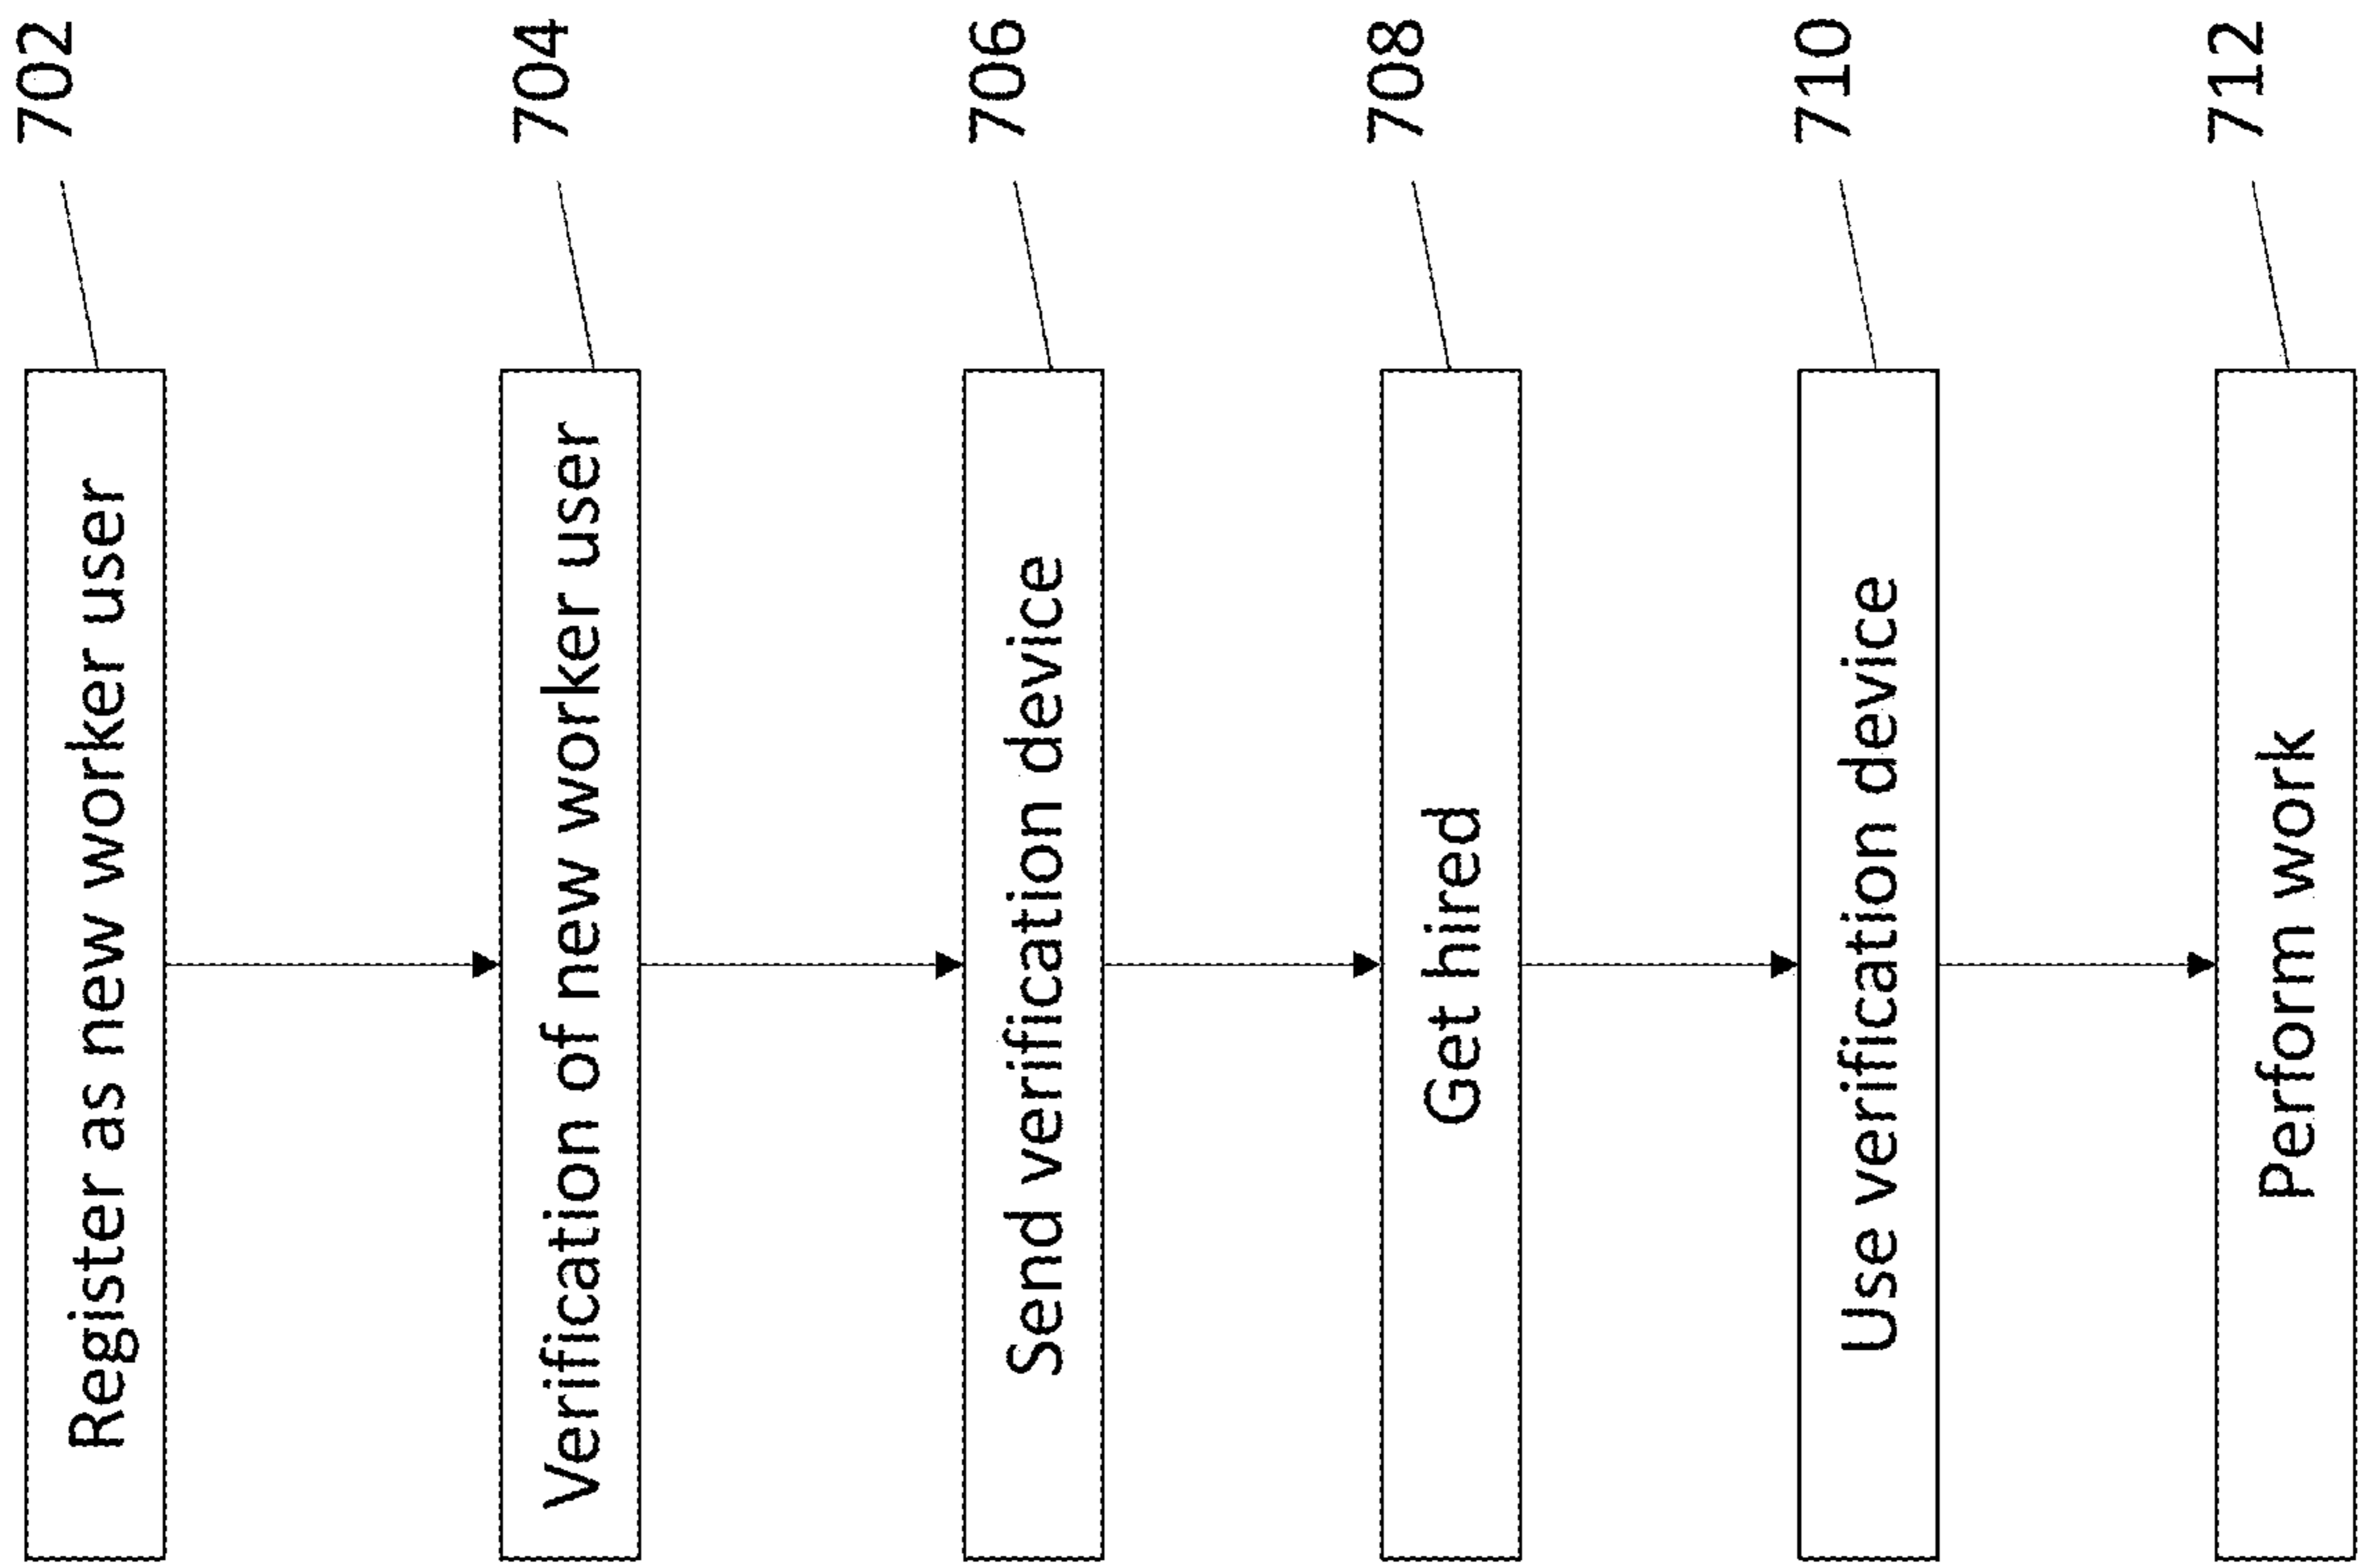 Register as new worker user
702
Verification of new worker user
704
Send verification device
706
Get hired
708
Use verification device
710
Perform work
712